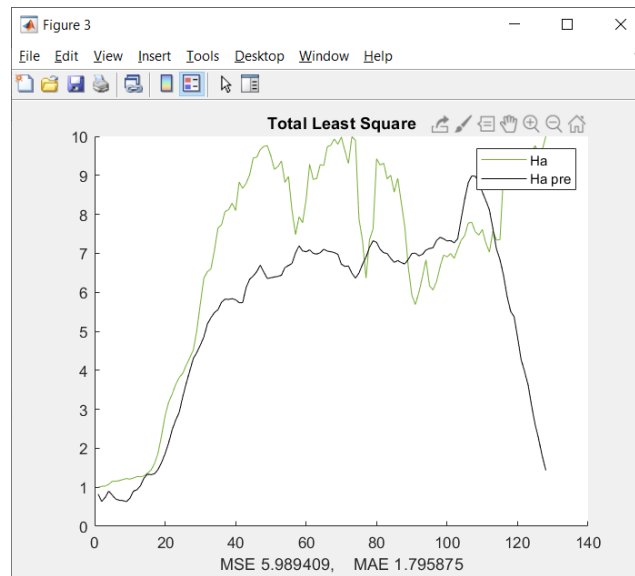 Figure 3
File Edit View Insert Tools Desktop Window Help
Total Least Square
Ha
Ha pre
10
9
8
7
6
5
4
3
2
1
0
0 20 40 60 80 100 120 140
MSE 5.989409, MAE 1.795875